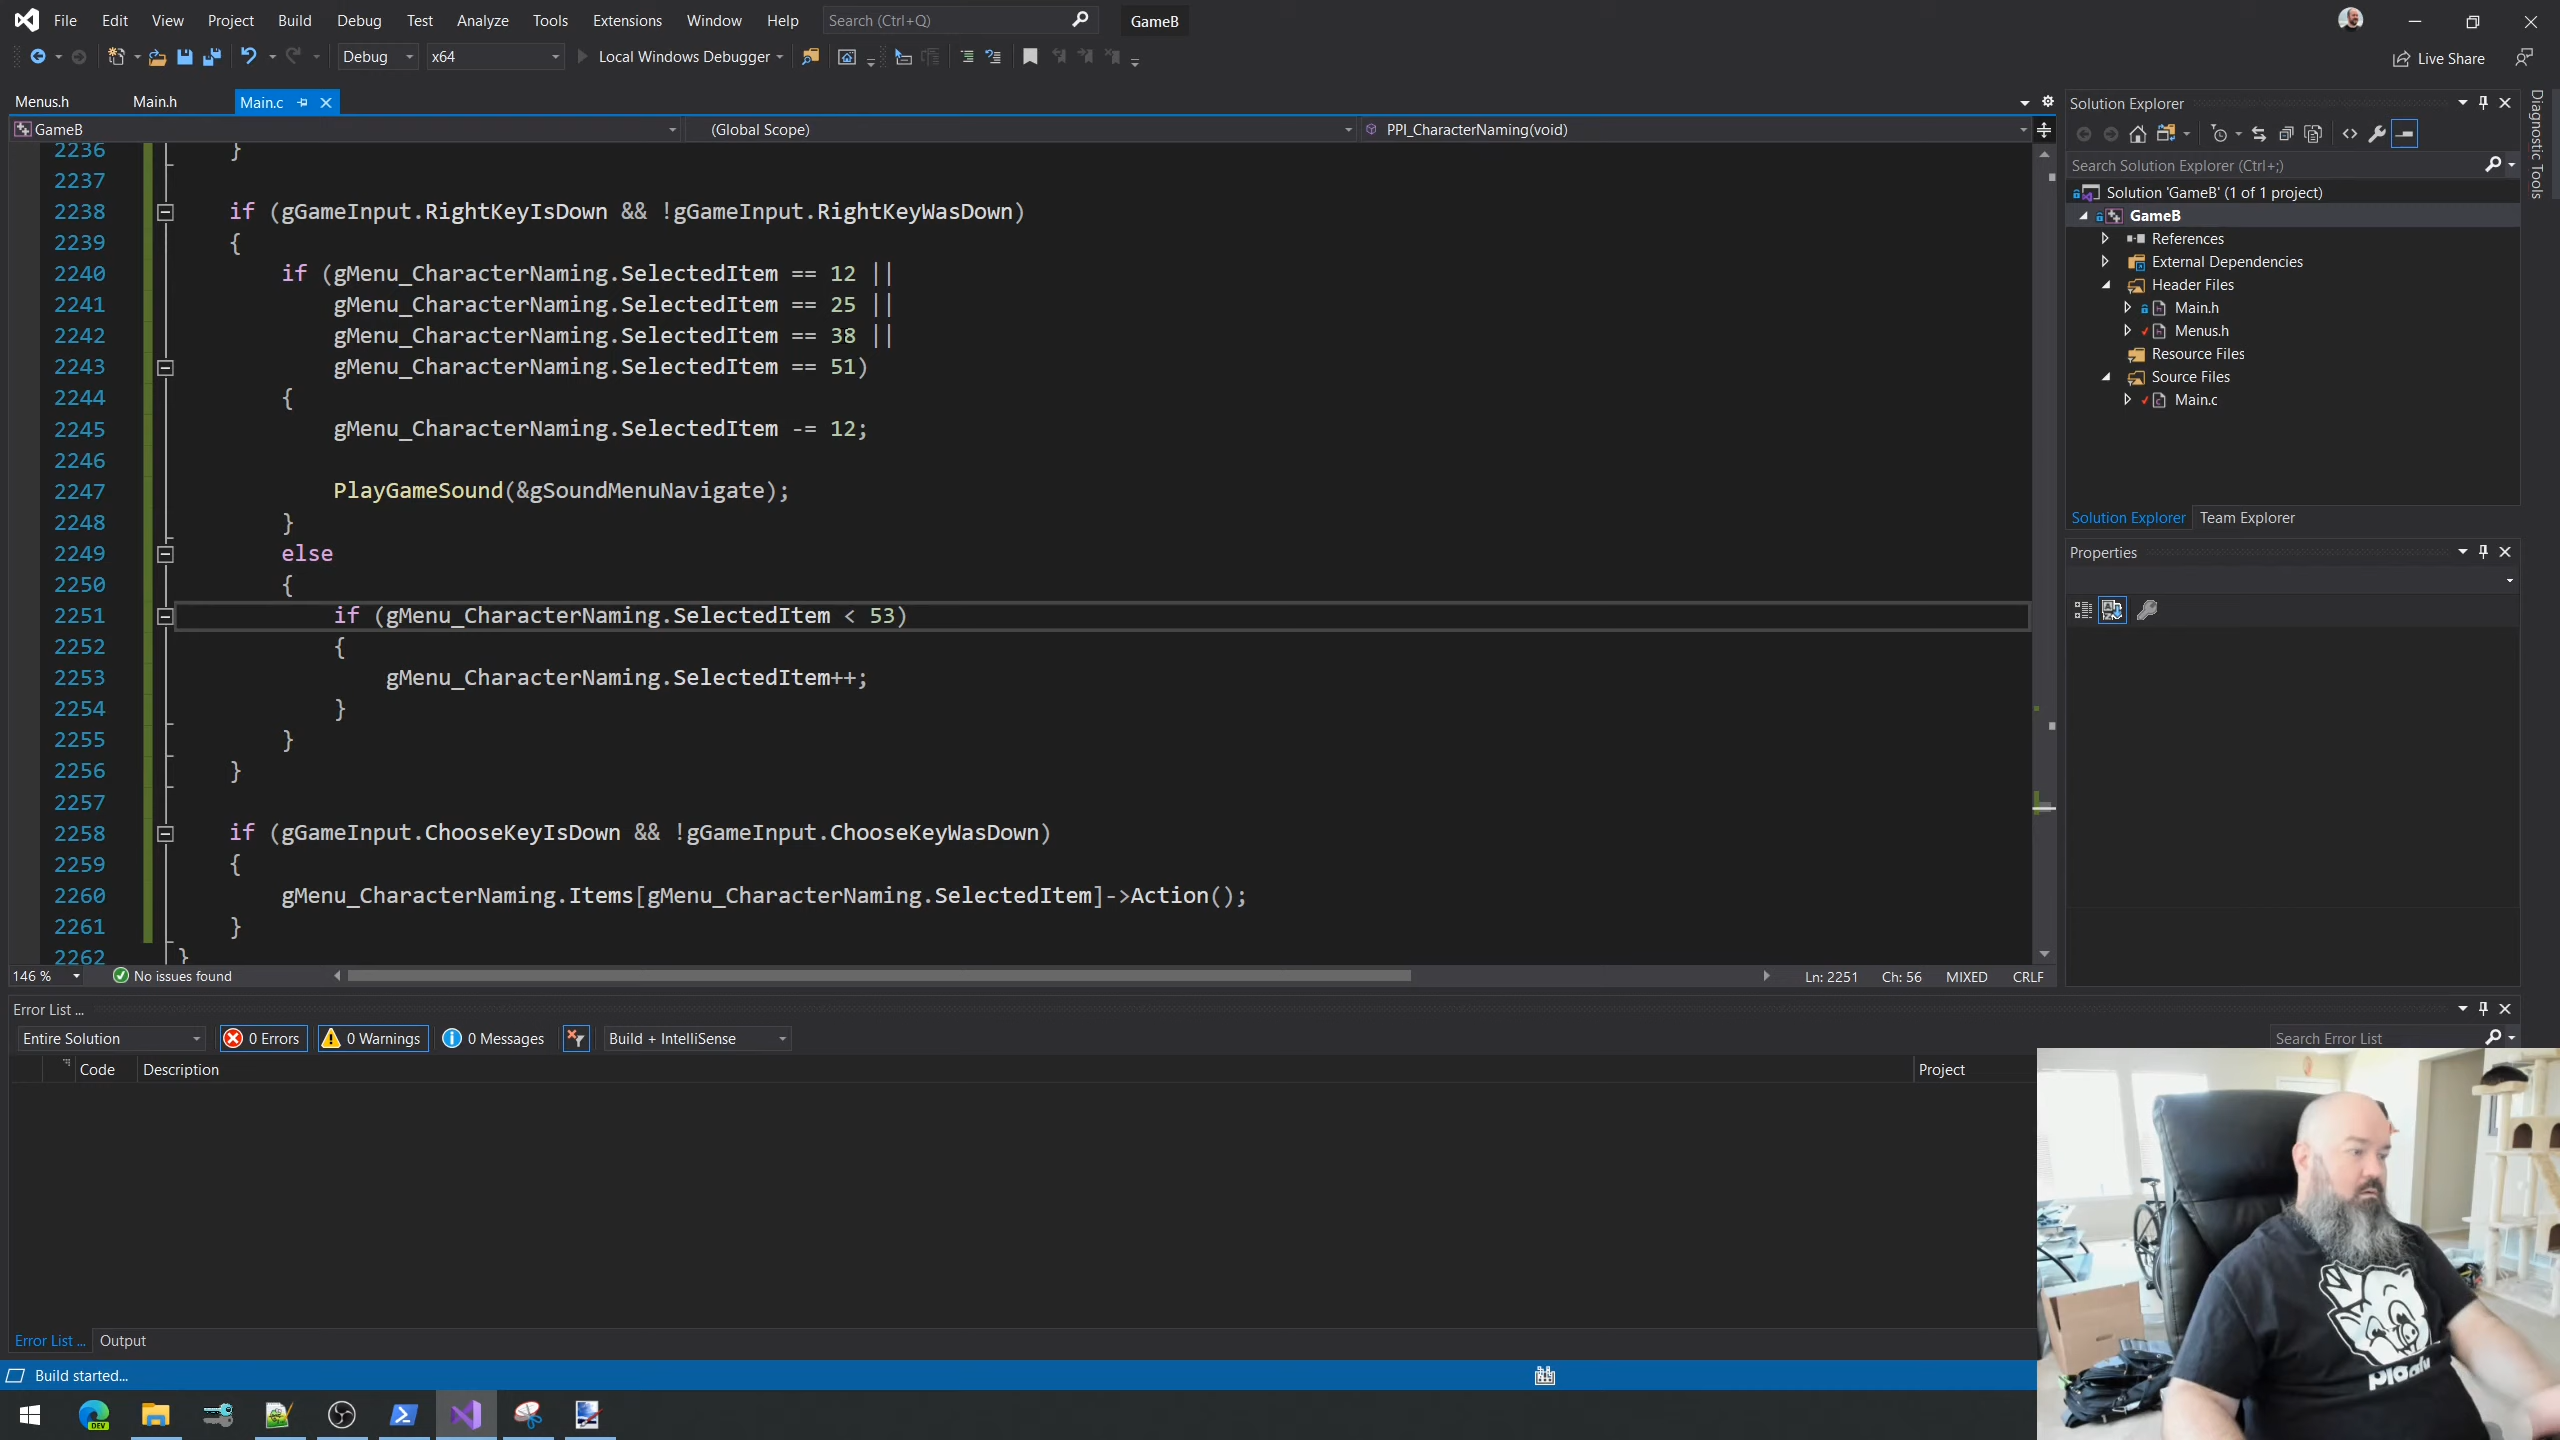 File Edit View Project Build Debug Test Analyze Tools Extensions Window Help Search (Ctrl+Q) GameB
Debug x64 Local Windows Debugger Live Share
Menus.h Main.h Main.c
GameB (Global Scope) PPI_CharacterNaming(void)
2236 }
2237
2238 if (gGameInput.RightKeyIsDown && !gGameInput.RightKeyWasDown)
2239 {
2240 if (gMenu_CharacterNaming.SelectedItem == 12 ||
2241 gMenu_CharacterNaming.SelectedItem == 25 ||
2242 gMenu_CharacterNaming.SelectedItem == 38 ||
2243 gMenu_CharacterNaming.SelectedItem == 51)
2244 {
2245 gMenu_CharacterNaming.SelectedItem -= 12;
2246
2247 PlayGameSound(&gSoundMenuNavigate);
2248 }
2249 else
2250 {
2251 if (gMenu_CharacterNaming.SelectedItem < 53)
2252 {
2253 gMenu_CharacterNaming.SelectedItem++;
2254 }
2255 }
2256 }
2257
2258 if (gGameInput.ChooseKeyIsDown && !gGameInput.ChooseKeyWasDown)
2259 {
2260 gMenu_CharacterNaming.Items[gMenu_CharacterNaming.SelectedItem]->Action();
2261 }
2262 }
146 % No issues found Ln: 2251 Ch: 56 MIXED CRLF
Error List ...
Entire Solution 0 Errors 0 Warnings 0 Messages Build + IntelliSense Search Error List
Code Description Project
Error List ... Output
Build started...
DEV
Solution Explorer
Search Solution Explorer (Ctrl+;)
Solution 'GameB' (1 of 1 project)
GameB
References
External Dependencies
Header Files
Main.h
Menus.h
Resource Files
Source Files
Main.c
Solution Explorer Team Explorer
Properties
Diagnostic Tools